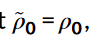 t ρ̃₀ = ρ₀,